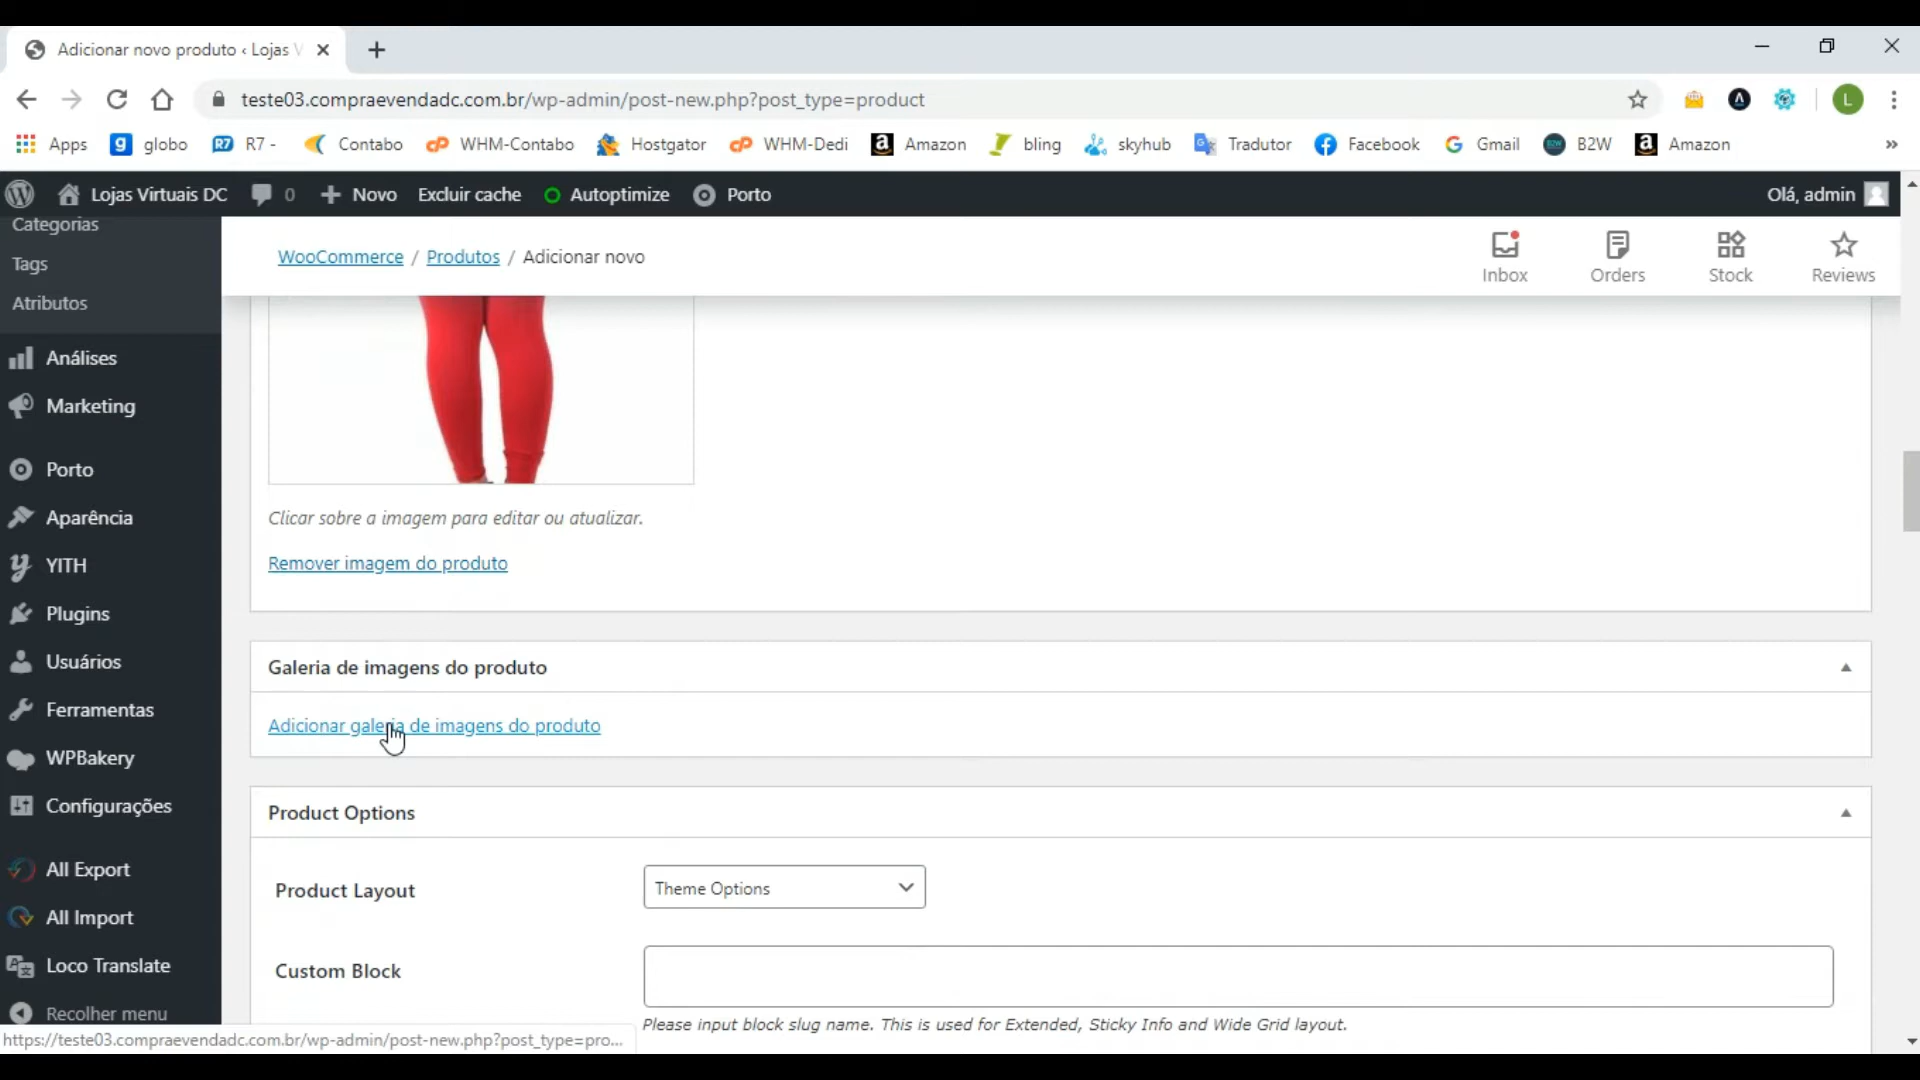 Adicionar novo produto ‹ Lojas V
teste03.compraevendadc.com.br/wp-admin/post-new.php?post_type=product
L
Apps globo R7 - Contabo WHM-Contabo Hostgator WHM-Dedi Amazon bling skyhub Tradutor Facebook Gmail B2W Amazon »
Lojas Virtuais DC 0 Novo Excluir cache Autoptimize Porto Olá, admin
Categorias
Tags
Atributos
Análises
Marketing
Porto
Aparência
YITH
Plugins
Usuários
Ferramentas
WPBakery
Configurações
All Export
All Import
Loco Translate
Recolher menu
WooCommerce / Produtos / Adicionar novo
Inbox Orders Stock Reviews
Clicar sobre a imagem para editar ou atualizar.
Remover imagem do produto
Galeria de imagens do produto
Adicionar galeria de imagens do produto
Product Options
Product Layout Theme Options
Custom Block
Please input block slug name. This is used for Extended, Sticky Info and Wide Grid layout.
https://teste03.compraevendadc.com.br/wp-admin/post-new.php?post_type=pro...